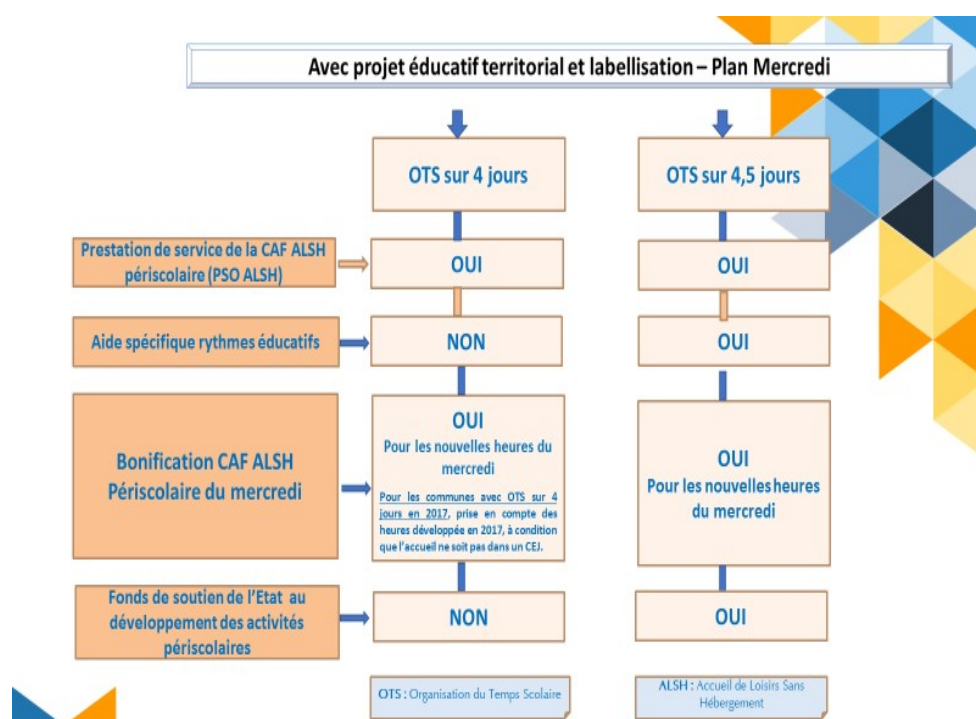 Avec projet éducatif territorial et labellisation – Plan Mercredi
OTS sur 4 jours
OTS sur 4,5 jours
Prestation de service de la CAF ALSH
périscolaire (PSO ALSH)
OUI
OUI
Aide spécifique rythmes éducatifs
NON
OUI
Bonification CAF ALSH
Périscolaire du mercredi
OUI
Pour les nouvelles heures du
mercredi
Pour les communes avec OTS sur 4
jours en 2017, prise en compte des
heures développée en 2017, à condition
que l'accueil ne soit pas dans un CEJ.
OUI
Pour les nouvelles heures
du mercredi
Fonds de soutien de l'Etat au
développement des activités
périscolaires
NON
OUI
OTS : Organisation du Temps Scolaire
ALSH : Accueil de Loisirs Sans
Hébergement